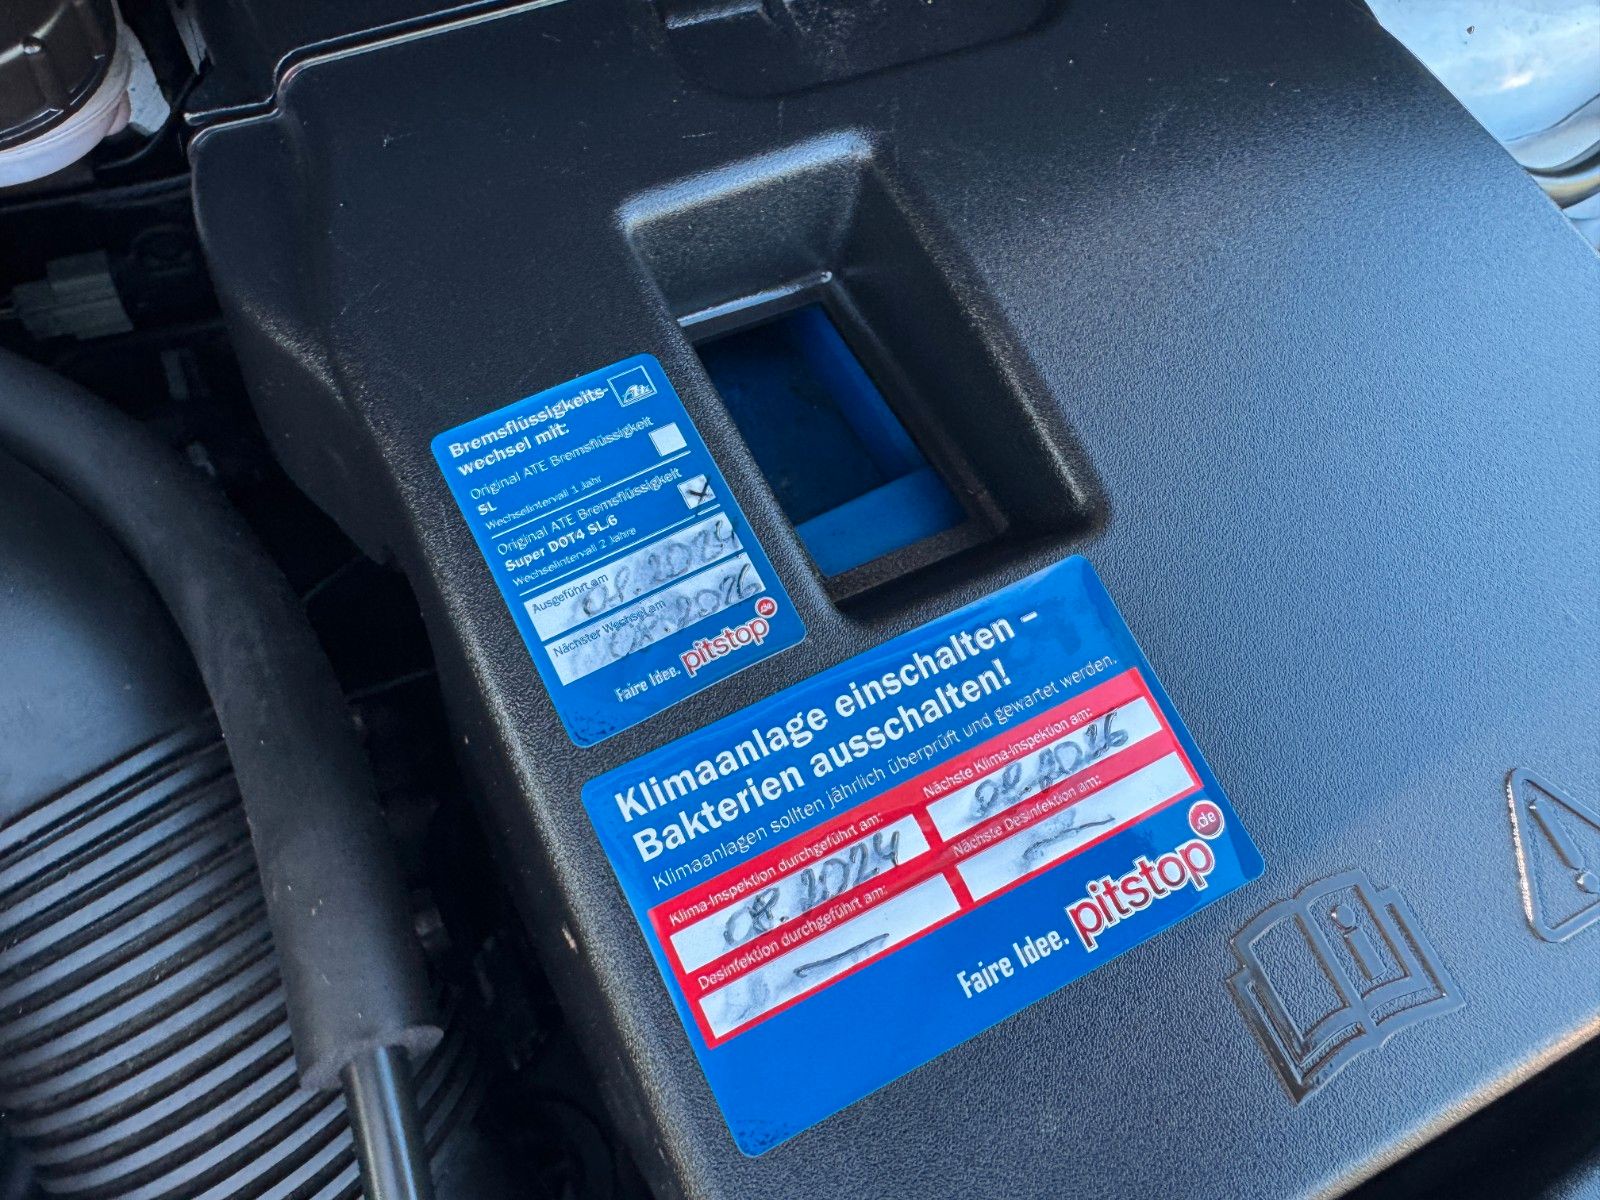 Bremsflüssigkeits-
wechsel mit:
ATE
Original ATE Bremsflüssigkeit
SL
Wechselintervall 1 Jahr
Original ATE Bremsflüssigkeit
Super DOT4 SL.6
Wechselintervall 2 Jahre
Ausgeführt am
08.2024
Nächster Wechsel am
08.2026
Faire Idee. pitstop.de
Klimaanlage einschalten –
Bakterien ausschalten!
Klimaanlagen sollten jährlich überprüft und gewartet werden.
Klima-Inspektion durchgeführt am:
08.2024
Nächste Klima-Inspektion am:
08.2026
Desinfektion durchgeführt am:
Nächste Desinfektion am:
Faire Idee. pitstop.de